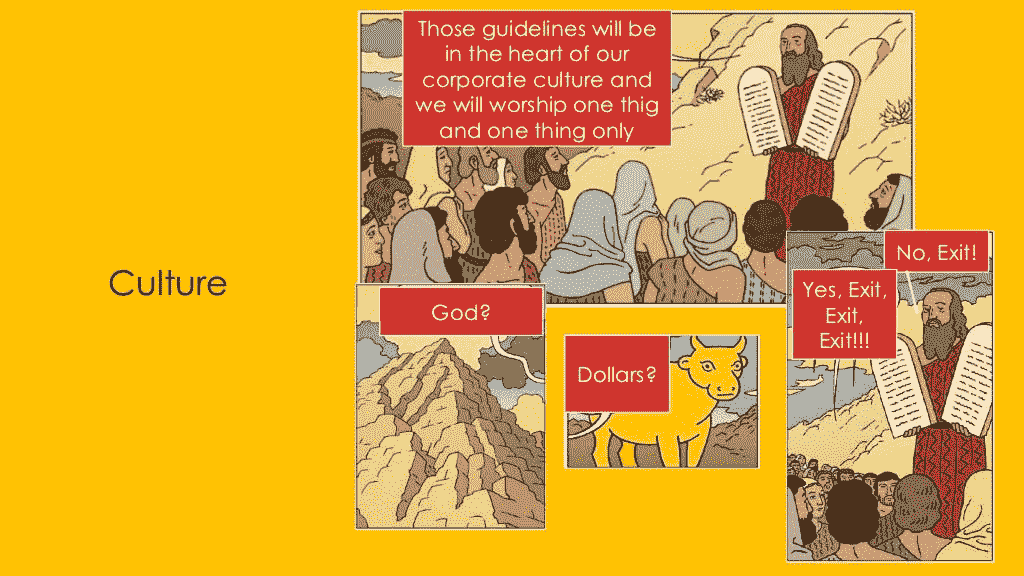 Those guidelines will be
in the heart of our
corporate culture and
we will worship one thig
and one thing only
Culture
God?
Dollars?
No, Exit!
Yes, Exit,
Exit,
Exit!!!